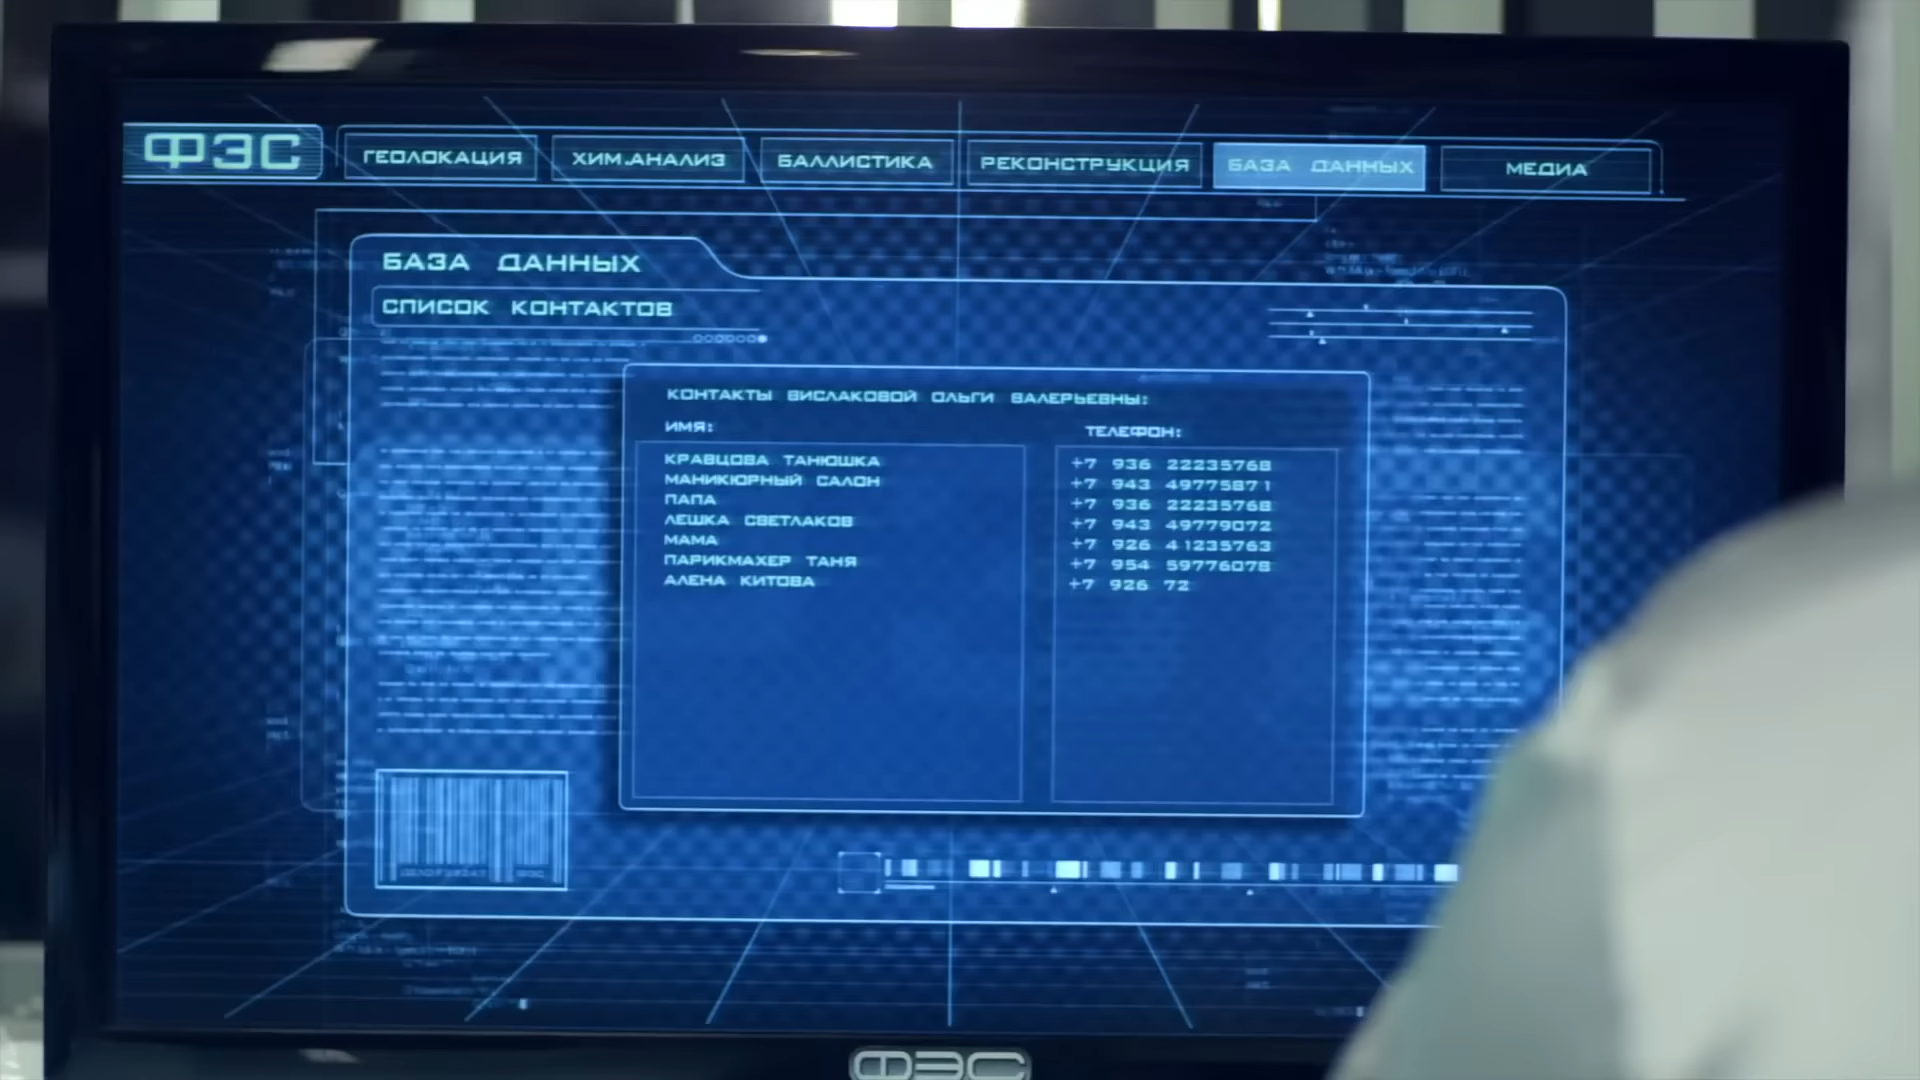 ФЭС
ГЕОЛОКАЦИЯ
ХИМ.АНАЛИЗ
БАЛЛИСТИКА
РЕКОНСТРУКЦИЯ
БАЗА ДАННЫХ
МЕДИА
БАЗА ДАННЫХ
СПИСОК КОНТАКТОВ
КОНТАКТЫ ВИСЛАКОВОЙ ОЛЬГИ ВАЛЕРЬЕВНЫ:
ИМЯ: ТЕЛЕФОН:
КРАВЦОВА ТАНЮШКА +7 936 22235768
МАНИКЮРНЫЙ САЛОН +7 943 49775871
ПАПА +7 936 22235768
ЛЕШКА СВЕТЛАКОВ +7 943 49779072
МАМА +7 926 41235763
ПАРИКМАХЕР ТАНЯ +7 954 59776078
АЛЕНА КИТОВА +7 926 72
ФЭС